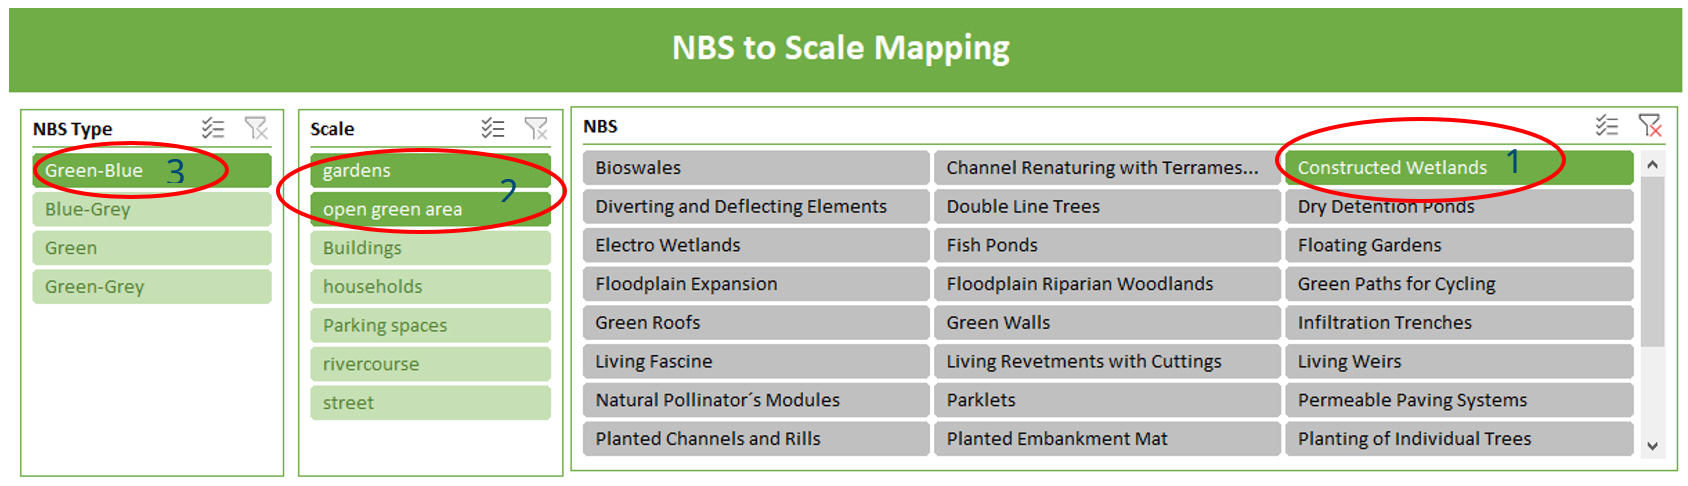 NBS to Scale Mapping
NBS Type
Green-Blue 3
Blue-Grey
Green
Green-Grey
Scale
gardens
2
open green area
Buildings
households
Parking spaces
rivercourse
street
NBS
Bioswales Channel Renaturing with Terrames... Constructed Wetlands 1
Diverting and Deflecting Elements Double Line Trees Dry Detention Ponds
Electro Wetlands Fish Ponds Floating Gardens
Floodplain Expansion Floodplain Riparian Woodlands Green Paths for Cycling
Green Roofs Green Walls Infiltration Trenches
Living Fascine Living Revetments with Cuttings Living Weirs
Natural Pollinator´s Modules Parklets Permeable Paving Systems
Planted Channels and Rills Planted Embankment Mat Planting of Individual Trees